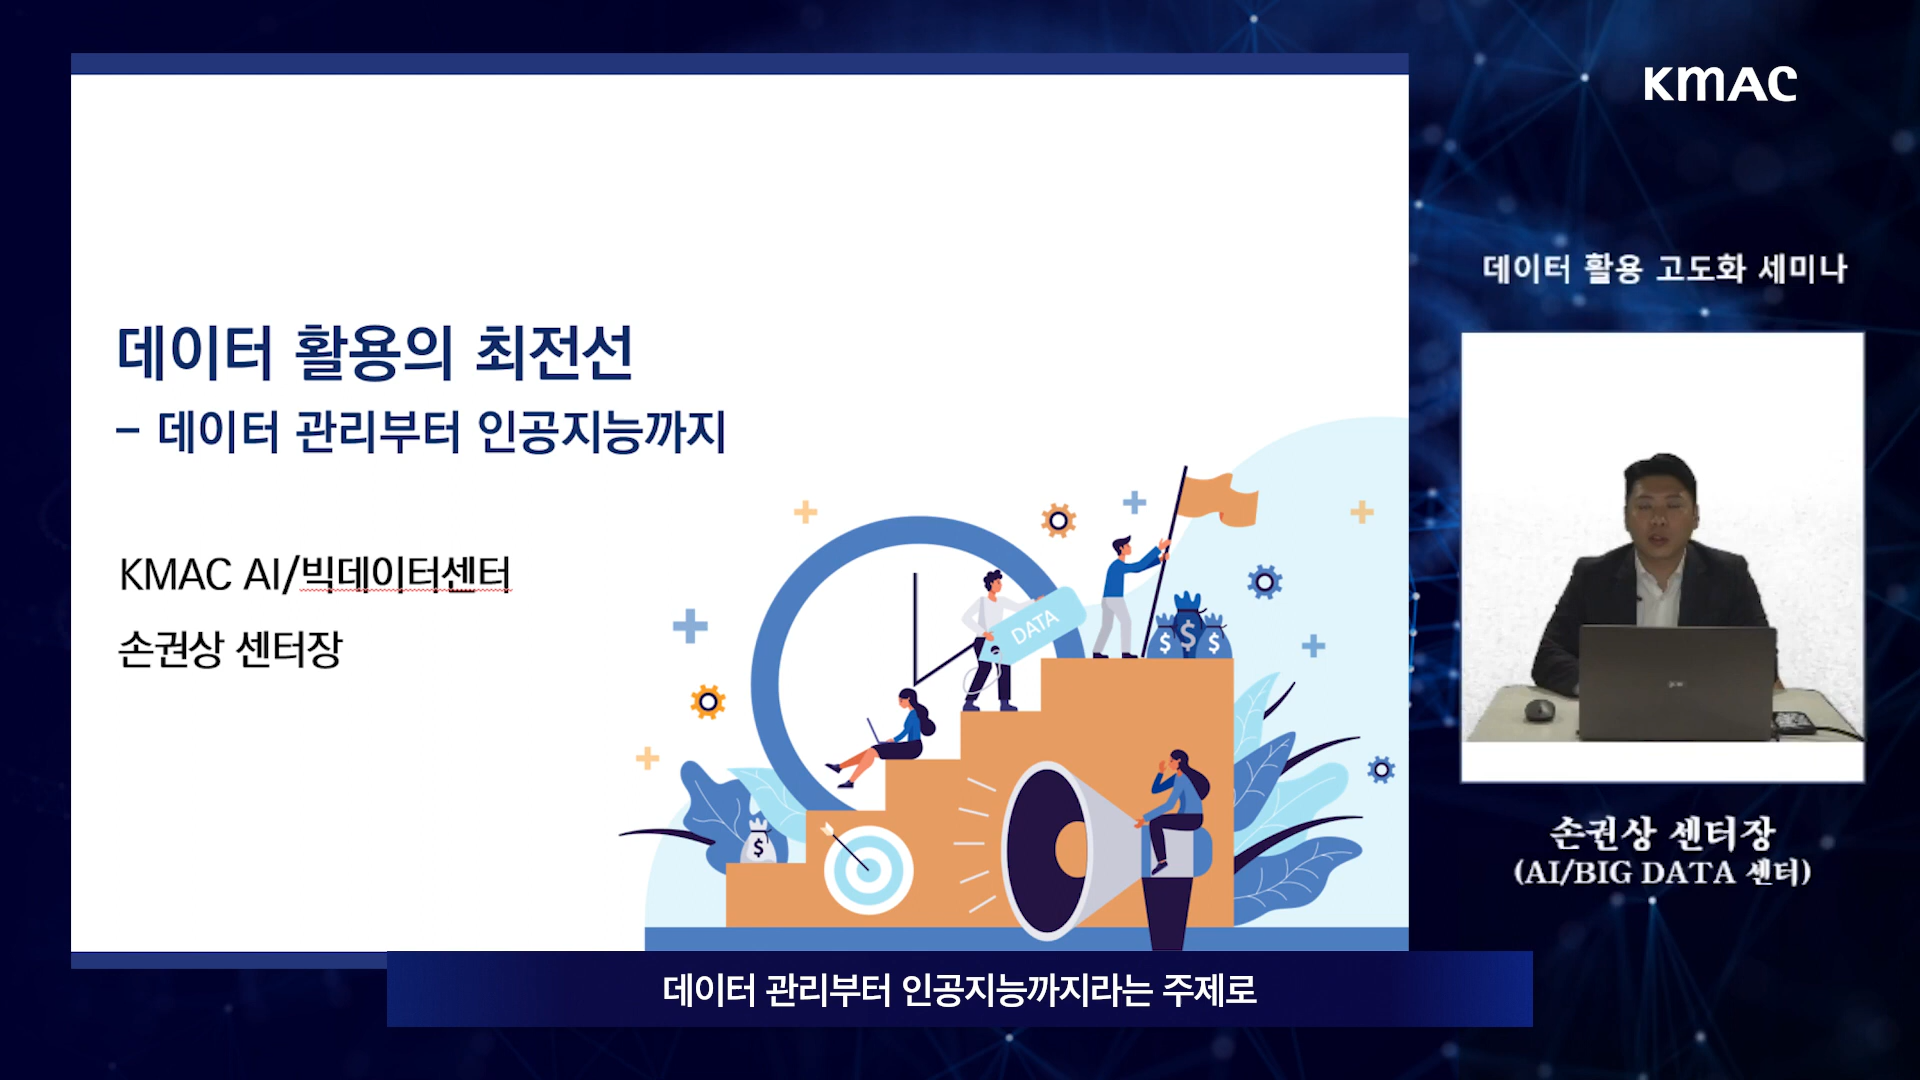 KMAC
데이터 활용 고도화 세미나
데이터 활용의 최전선
- 데이터 관리부터 인공지능까지
KMAC AI/빅데이터센터
손권상 센터장
DATA
$
$
$
$
손권상 센터장
(AI/BIG DATA 센터)
데이터 관리부터 인공지능까지라는 주제로